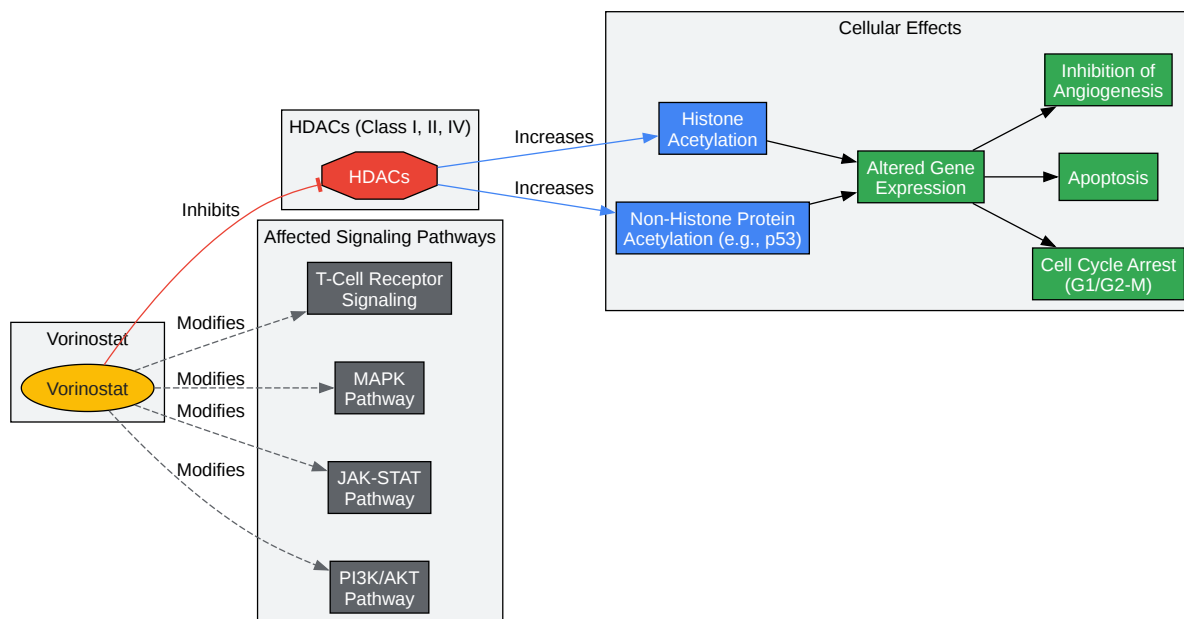 Cellular Effects
Inhibition of
Angiogenesis
Histone
Acetylation
HDACs (Class I, II, IV)
Increases
HDACs
Altered Gene
Expression
Apoptosis
Increases
Inhibits
Non-Histone Protein
Acetylation (e.g., p53)
Cell Cycle Arrest
(G1/G2-M)
Affected Signaling Pathways
T-Cell Receptor
Signaling
Modifies
Vorinostat
Vorinostat
Modifies
MAPK
Pathway
Modifies
JAK-STAT
Pathway
Modifies
PI3K/AKT
Pathway